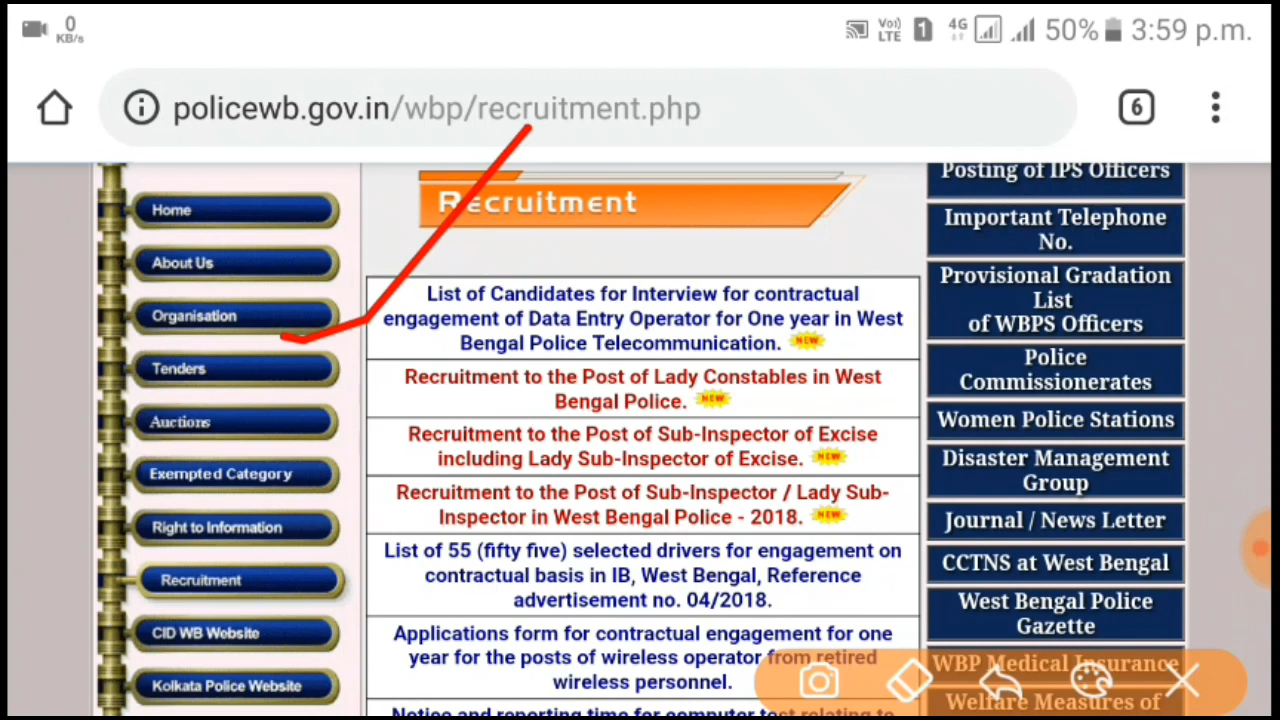 0
KB/s
Vo)
LTE
1
4G
50%
3:59 p.m.
policewb.gov.in/wbp/recruitment.php
6
Home
About Us
Organisation
Tenders
Auctions
Exempted Category
Right to Information
Recruitment
CID WB Website
Kolkata Police Website
Recruitment
List of Candidates for Interview for contractual
engagement of Data Entry Operator for One year in West
Bengal Police Telecommunication. NEW
Recruitment to the Post of Lady Constables in West
Bengal Police. NEW
Recruitment to the Post of Sub-Inspector of Excise
including Lady Sub-Inspector of Excise. NEW
Recruitment to the Post of Sub-Inspector / Lady Sub-
Inspector in West Bengal Police - 2018. NEW
List of 55 (fifty five) selected drivers for engagement on
contractual basis in IB, West Bengal, Reference
advertisement no. 04/2018.
Applications form for contractual engagement for one
year for the posts of wireless operator from retired
wireless personnel.
Notice and reporting time for computer test relating to
Posting of IPS Officers
Important Telephone
No.
Provisional Gradation
List
of WBPS Officers
Police
Commissionerates
Women Police Stations
Disaster Management
Group
Journal / News Letter
CCTNS at West Bengal
West Bengal Police
Gazette
WBP Medical Insurance
Welfare Measures of